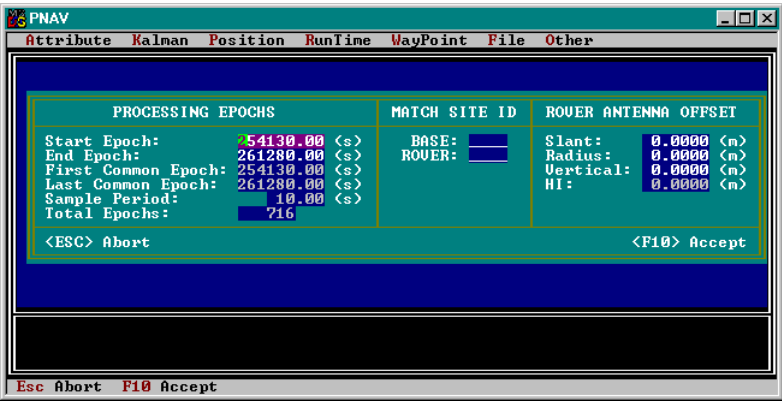 PNAV
Attribute Kalman Position RunTime WayPoint File Other
PROCESSING EPOCHS MATCH SITE ID ROVER ANTENNA OFFSET
Start Epoch: 254130.00 (s) BASE: Slant: 0.0000 (m)
End Epoch: 261280.00 (s) ROVER: Radius: 0.0000 (m)
First Common Epoch: 254130.00 (s) Vertical: 0.0000 (m)
Last Common Epoch: 261280.00 (s) HI: 0.0000 (m)
Sample Period: 10.00 (s)
Total Epochs: 716
<ESC> Abort <F10> Accept
Esc Abort F10 Accept